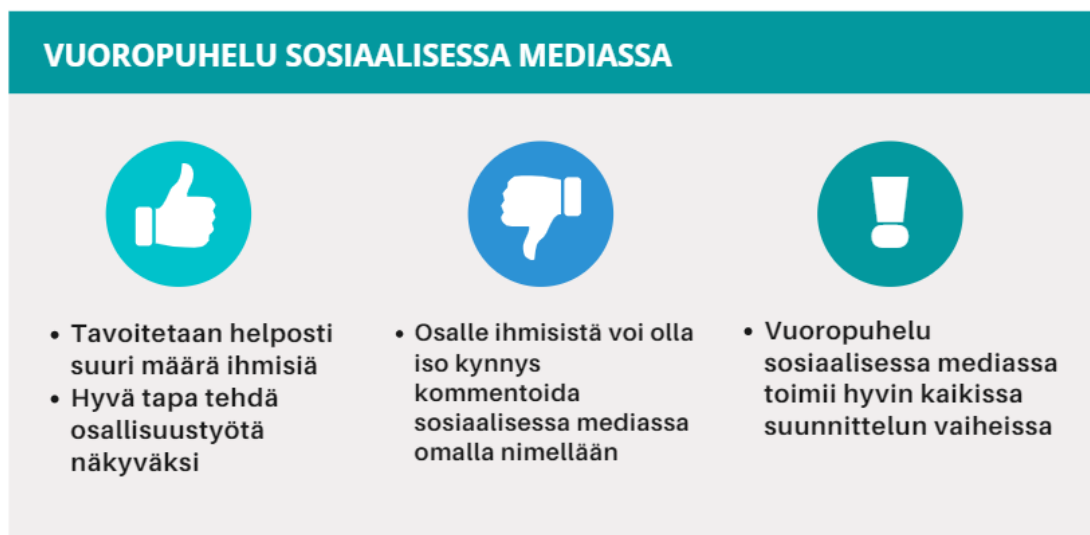 VUOROPUHELU SOSIAALISESSA MEDIASSA
• Tavoitetaan helposti
suuri määrä ihmisiä
• Hyvä tapa tehdä
osallisuustyötä
näkyväksi
• Osalle ihmisistä voi olla
iso kynnys
kommentoida
sosiaalisessa mediassa
omalla nimellään
• Vuoropuhelu
sosiaalisessa mediassa
toimii hyvin kaikissa
suunnittelun vaiheissa